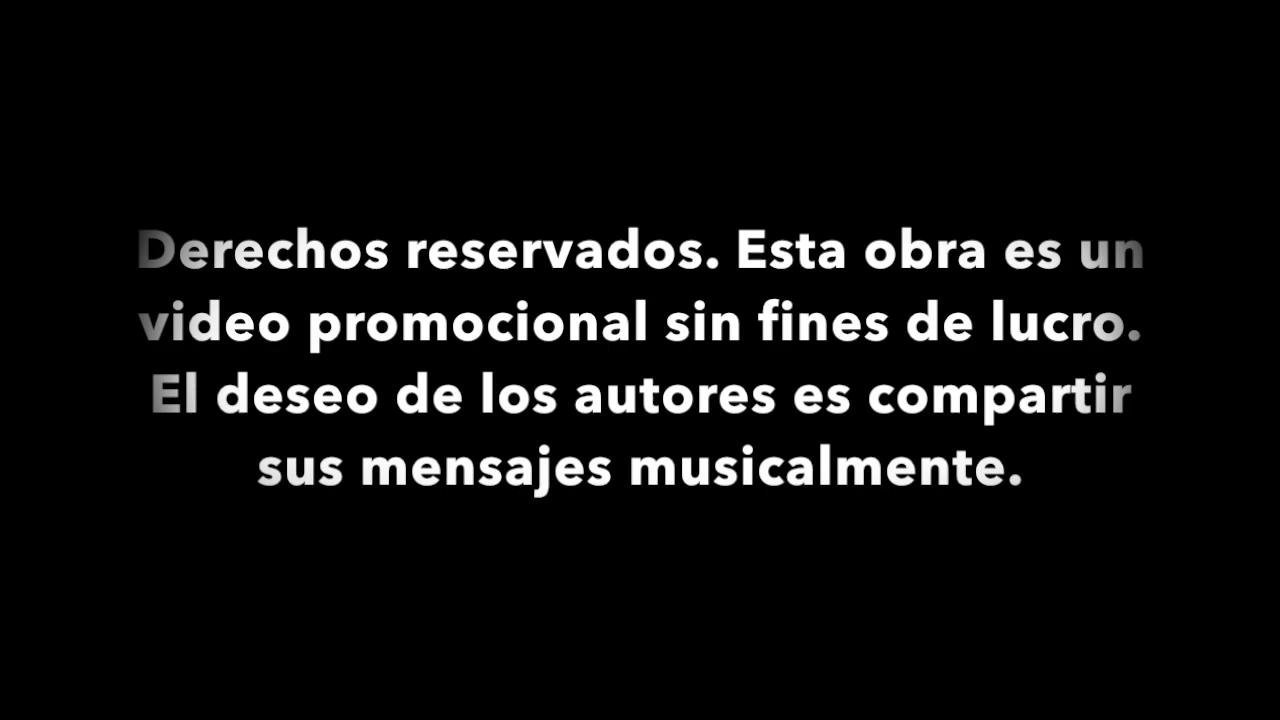 Derechos reservados. Esta obra es un
video promocional sin fines de lucro.
El deseo de los autores es compartir
sus mensajes musicalmente.